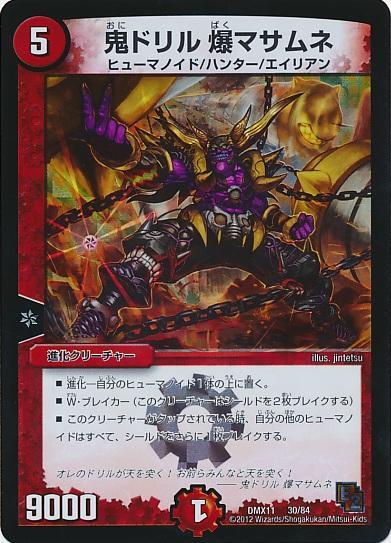 5
おに ばく
鬼ドリル 爆マサムネ
ヒューマノイド/ハンター/エイリアン
illus. jintetsu
進化クリーチャー
■ 進化－自分のヒューマノイド1体の上に置く。
■ W・ブレイカー（このクリーチャーはシールドを2枚ブレイクする）
■ このクリーチャーがタップされている時、自分の他のヒューマ
ノイドはすべて、シールドをさらに1枚ブレイクする。
オレのドリルが天を突く！お前らみんなと天を突く！
──鬼ドリル 爆マサムネ
9000
1
DMX11 30/84
E2
©2012 Wizards/Shogakukan/Mitsui-Kids